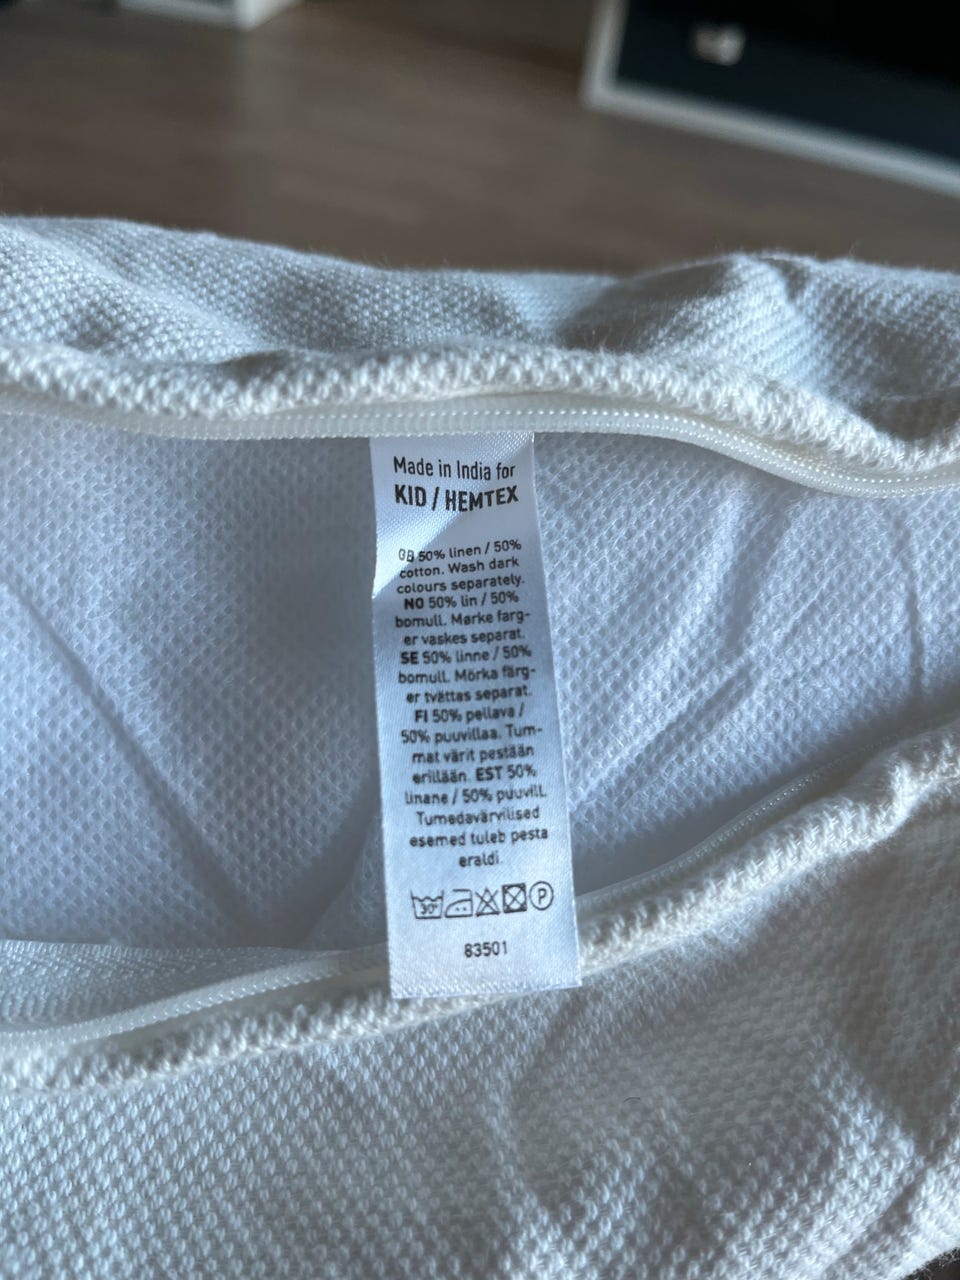 Made in India for
KID / HEMTEX
GB 50% linen / 50%
cotton. Wash dark
colours separately.
NO 50% lin / 50%
bomull. Mørke farg-
er vaskes separat.
SE 50% linne / 50%
bomull. Mörka färg-
er tvättas separat.
FI 50% pellava /
50% puuvillaa. Tum-
mat värit pestään
erillään. EST 50%
linane / 50% puuvill.
Tumedavärvilised
esemed tuleb pesta
eraldi.
30°
P
83501